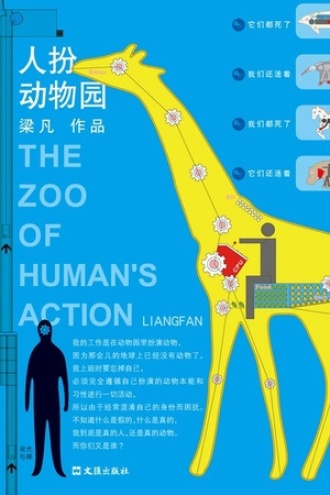 人扮
动物园
梁凡 作品
THE
ZOO
OF
HUMAN'S
ACTION
LIANGFAN
它们都死了
我们还活着
我们都死了
它们还活着
我的工作是在动物园里扮演动物，
因为那会儿的地球上已经没有动物了。
我上班时要忘掉自己，
必须完全遵循自己扮演的动物本能和
习性进行一切活动。
所以由于经常混淆自己的身份而困扰。
不知道什么是假的，什么是真的。
我到底是真的人，还是真的动物。
而你们又是谁？
观光
电梯
文汇出版社
CPU
Food